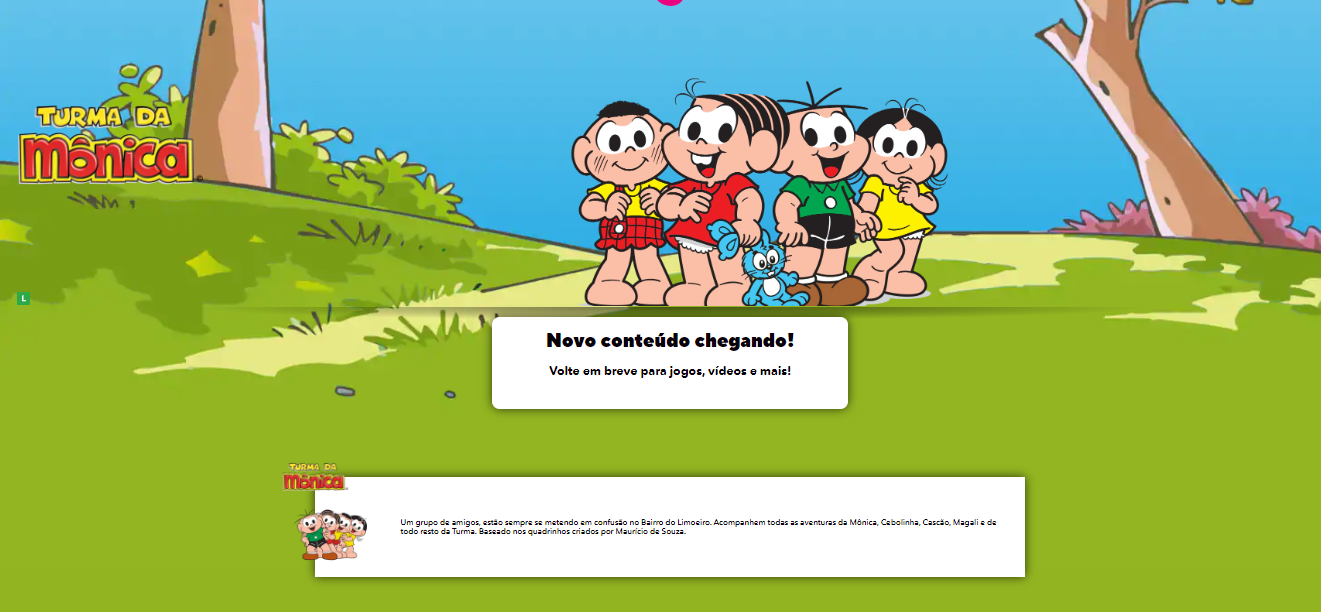 TURMA DA
Mônica
L
Novo conteúdo chegando!
Volte em breve para jogos, vídeos e mais!
TURMA DA
Mônica
Um grupo de amigos, estão sempre se metendo em confusão no Bairro do Limoeiro. Acompanhem todas as aventuras da Mônica, Cebolinha, Cascão, Magali e de
todo resto da Turma. Baseado nos quadrinhos criados por Maurício de Souza.